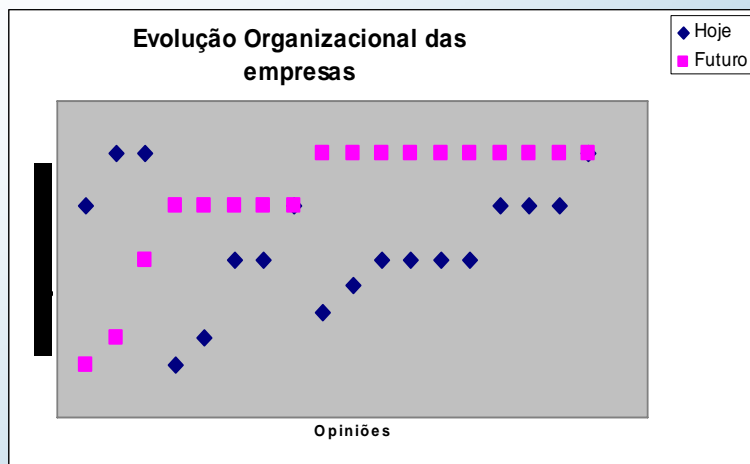 Evolução Organizacional das
empresas
Hoje
Futuro
Opiniões